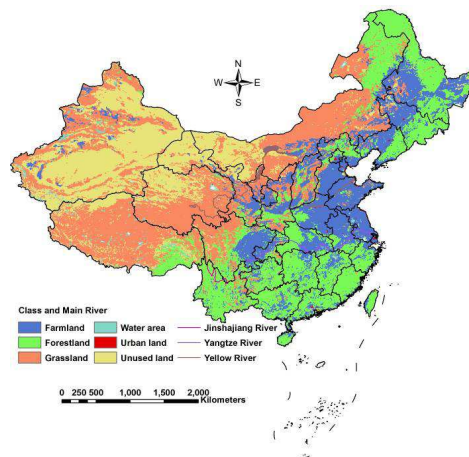 N
W E
S
Class and Main River
Farmland Water area Jinshajiang River
Forestland Urban land Yangtze River
Grassland Unused land Yellow River
0 250 500 1,000 1,500 2,000
Kilometers